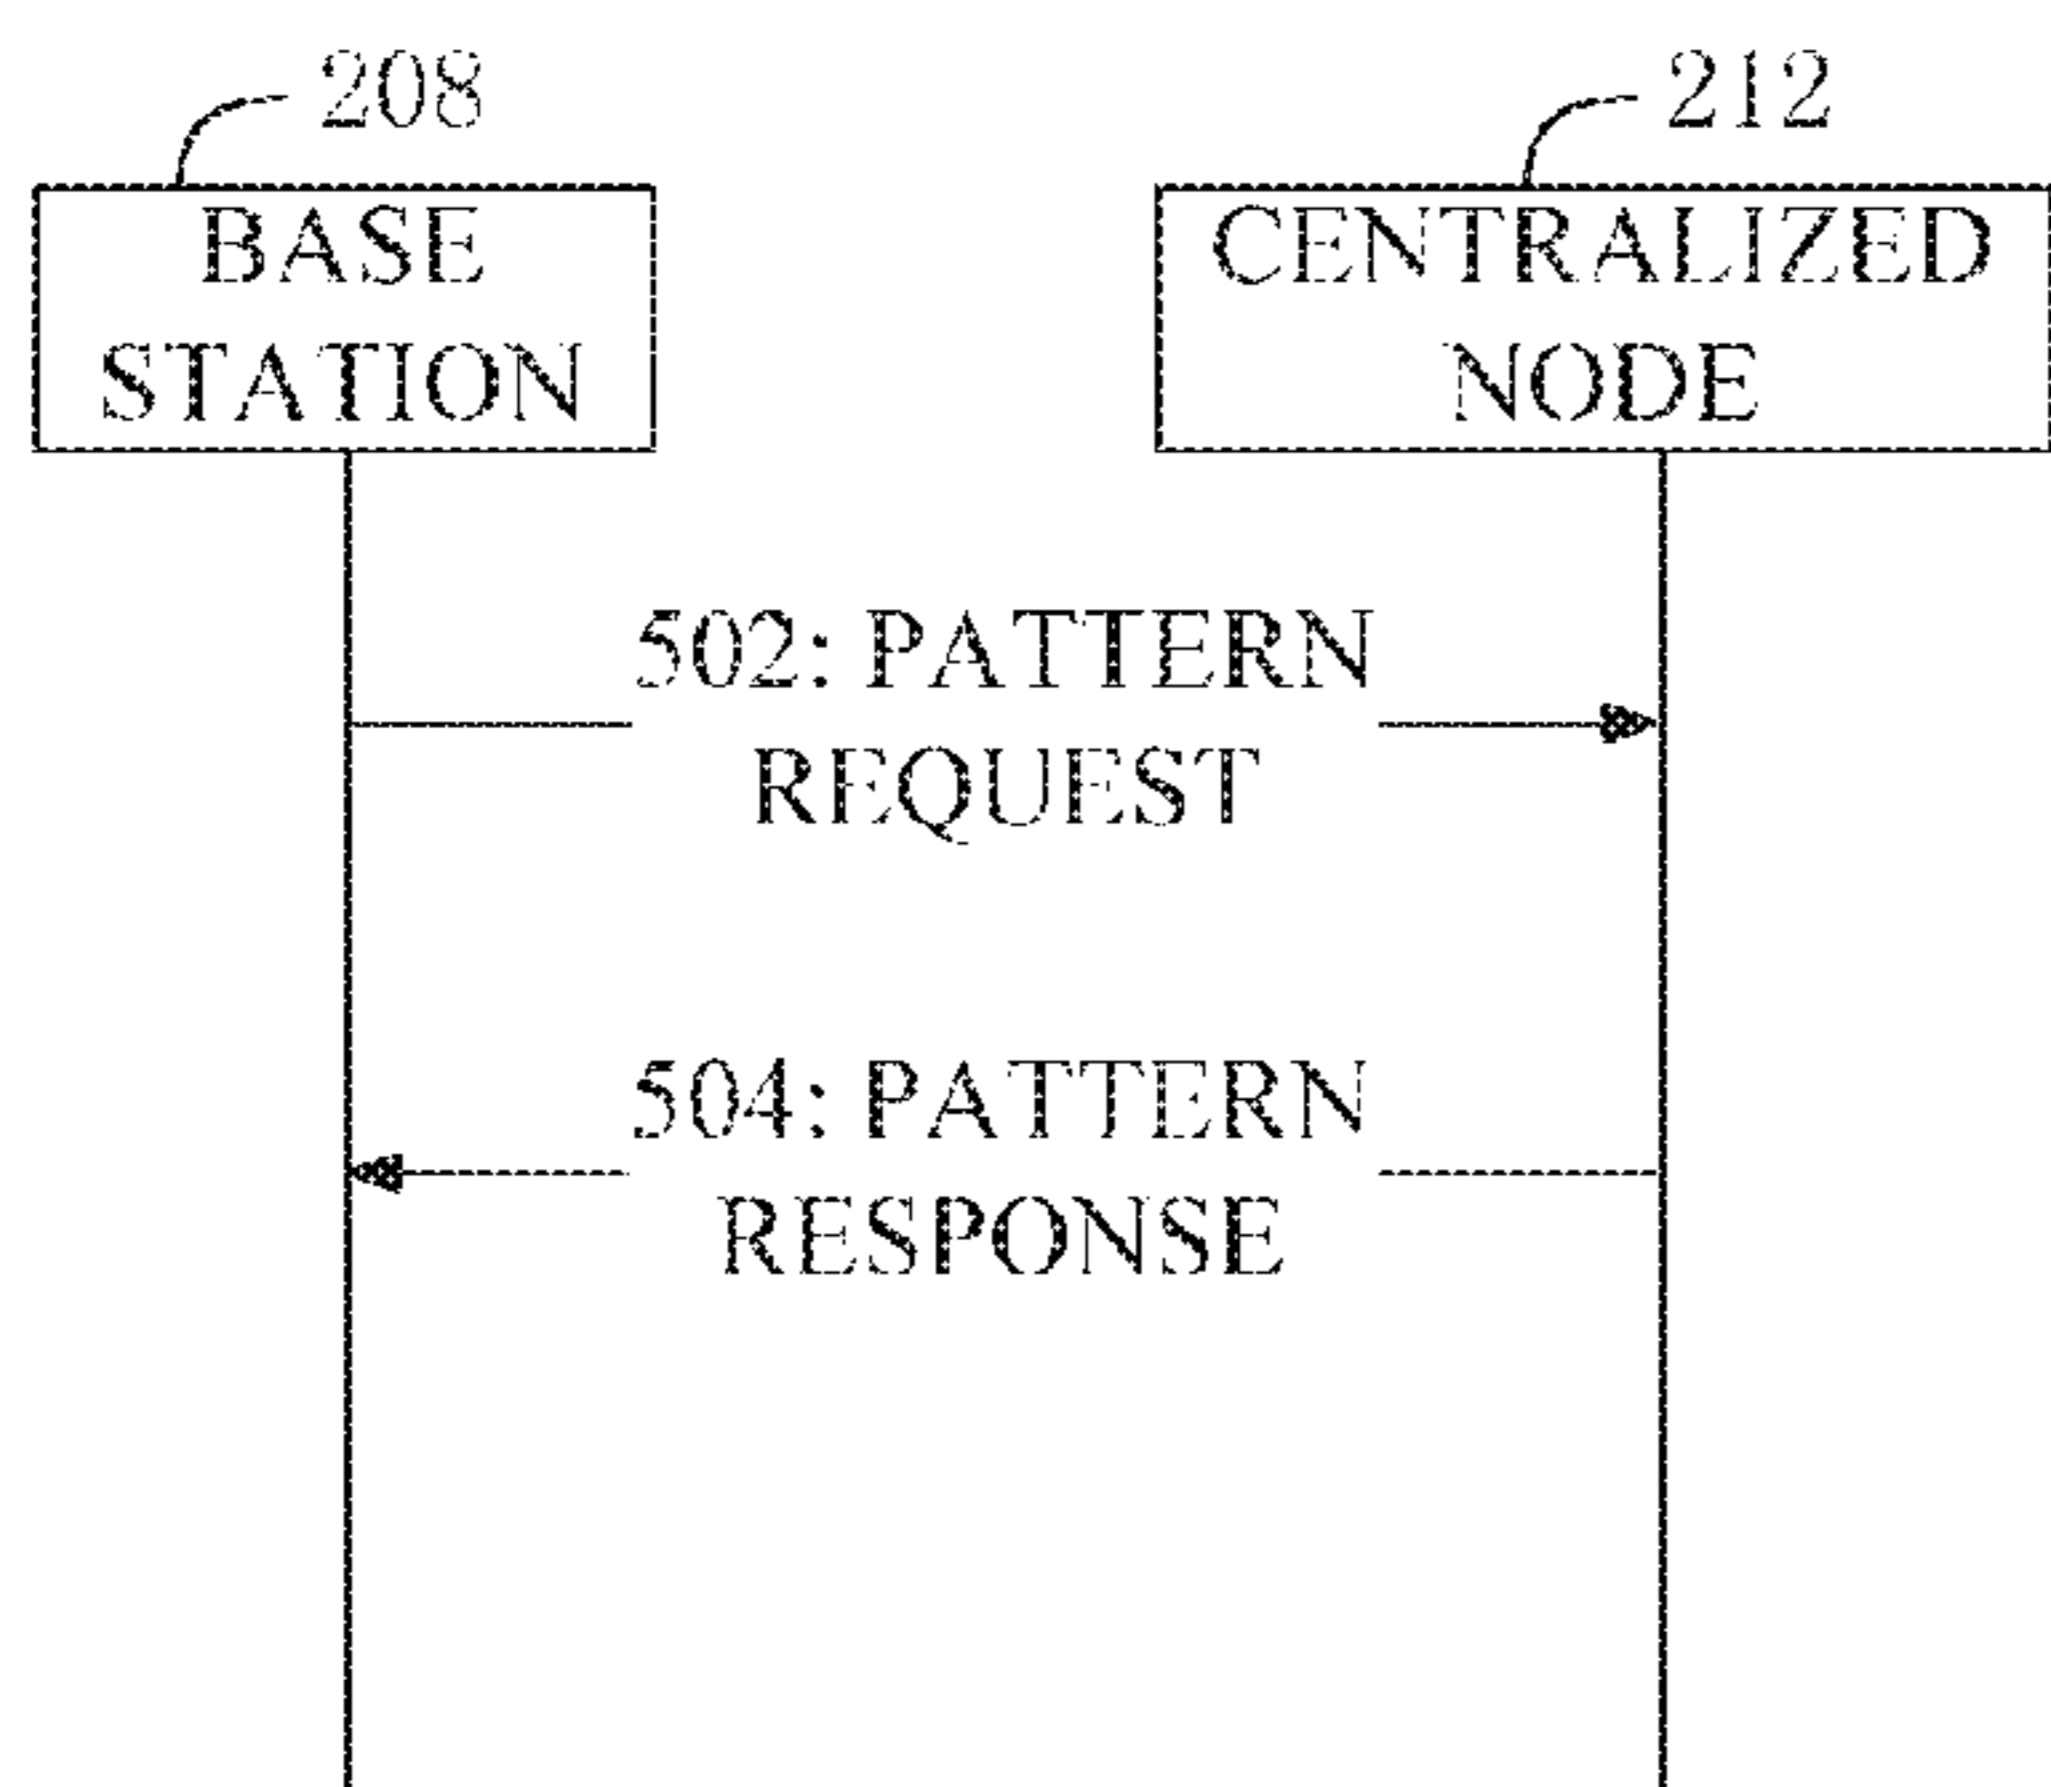 208
212
BASE
STATION
CENTRALIZED
NODE
502: PATTERN
REQUEST
504: PATTERN
RESPONSE